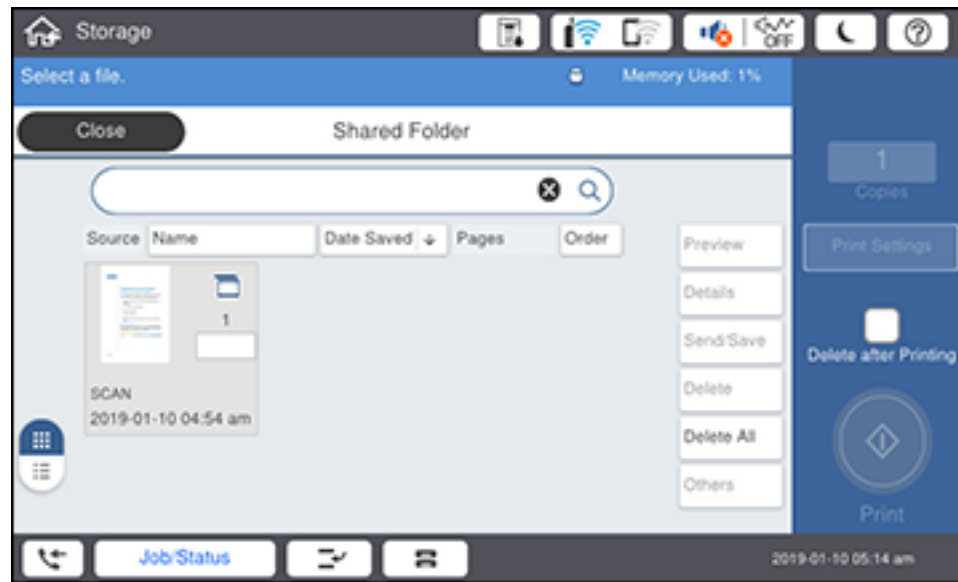 Storage
OFF
Select a file.
Memory Used: 1%
Close
Shared Folder
1
Copies
Source Name Date Saved Pages Order
Preview
Print Settings
Details
1
Send/Save
Delete after Printing
SCAN
Delete
2019-01-10 04:54 am
Delete All
Others
Print
Job/Status
2019-01-10 05:14 am